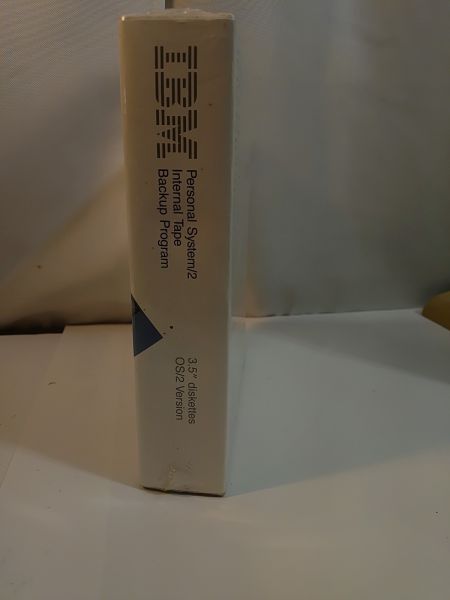 IBM
Personal System/2
Internal Tape
Backup Program
3.5" diskettes
OS/2 Version